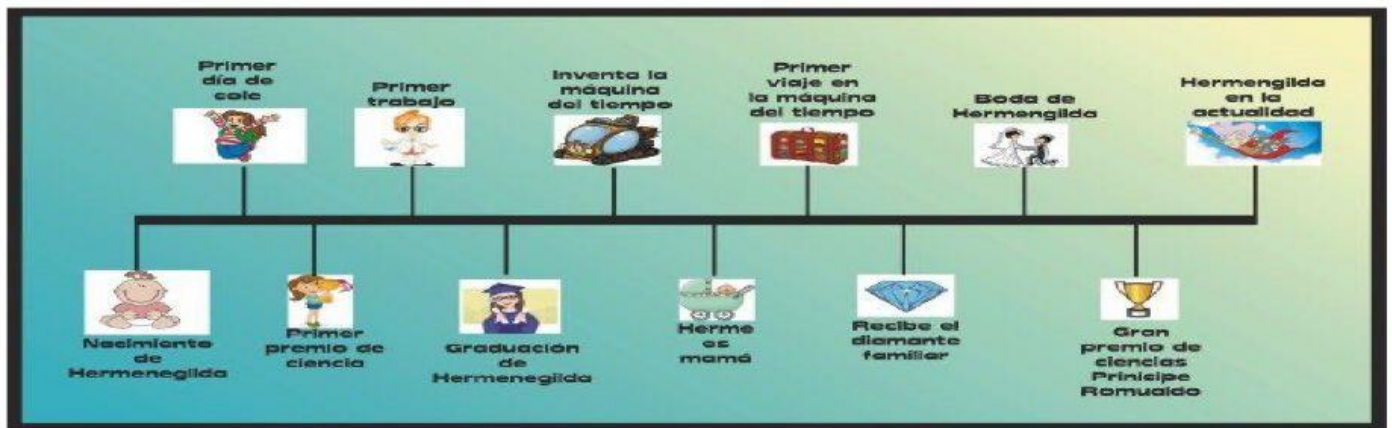 Primer
día de
cole
Primer
trabajo
Inventa la
máquina
del tiempo
Primer
viaje en
la máquina
del tiempo
Boda de
Hermengilda
Hermengilda
en la
actualidad
Nacimiento
de
Hermenegilda
Primer
premio de
ciencia
Graduación
de
Hermenegilda
Herme
es
mamá
Recibe el
diamante
familiar
Gran
premio de
ciencias
Prinicipe
Romualdo